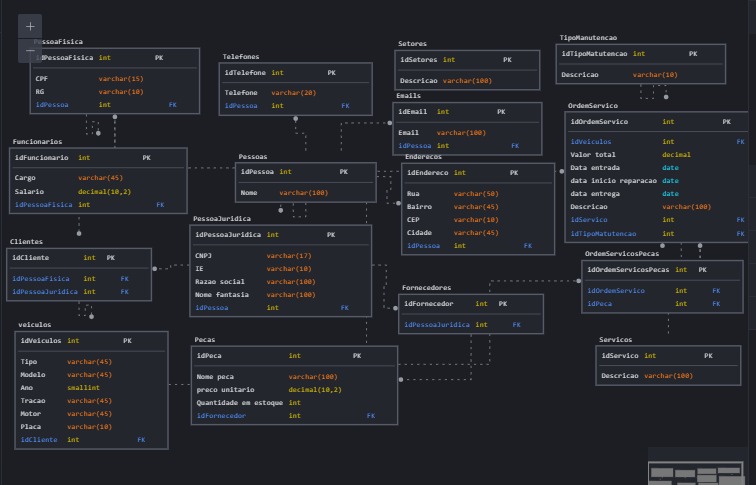 PessoaFisica
idPessoaFisica int PK
CPF varchar(15)
RG varchar(10)
idPessoa int FK
Telefones
idTelefone int PK
Telefone varchar(20)
idPessoa int FK
Setores
idSetores int PK
Descricao varchar(100)
TipoManutencao
idTipoMatutencao int PK
Descricao varchar(10)
Emails
idEmail int PK
Email varchar(100)
idPessoa int FK
OrdemServico
idOrdemServico int PK
idVeiculos int FK
Valor total decimal
Data entrada date
data inicio reparacao date
data entrega date
Descricao varchar(100)
idServico int FK
idTipoMatutencao int FK
Funcionarios
idFuncionario int PK
Cargo varchar(45)
Salario decimal(10,2)
idPessoaFisica int FK
Pessoas
idPessoa int PK
Nome varchar(100)
Enderecos
idEndereco int PK
Rua varchar(50)
Bairro varchar(45)
CEP varchar(10)
Cidade varchar(45)
idPessoa int FK
PessoaJuridica
idPessoaJuridica int PK
CNPJ varchar(17)
IE varchar(10)
Razao social varchar(100)
Nome fantasia varchar(100)
idPessoa int FK
Clientes
idCliente int PK
idPessoaFisica int FK
idPessoaJuridica int FK
OrdemServicosPecas
idOrdemServicosPecas int PK
idOrdemServico int FK
idPeca int FK
Fornecedores
idFornecedor int PK
idPessoaJuridica int FK
veiculos
idVeiculos int PK
Tipo varchar(45)
Modelo varchar(45)
Ano smallint
Tracao varchar(45)
Motor varchar(45)
Placa varchar(10)
idCliente int FK
Pecas
idPeca int PK
Nome peca varchar(100)
preco unitario decimal(10,2)
Quantidade em estoque int
idFornecedor int FK
Servicos
idServico int PK
Descricao varchar(100)